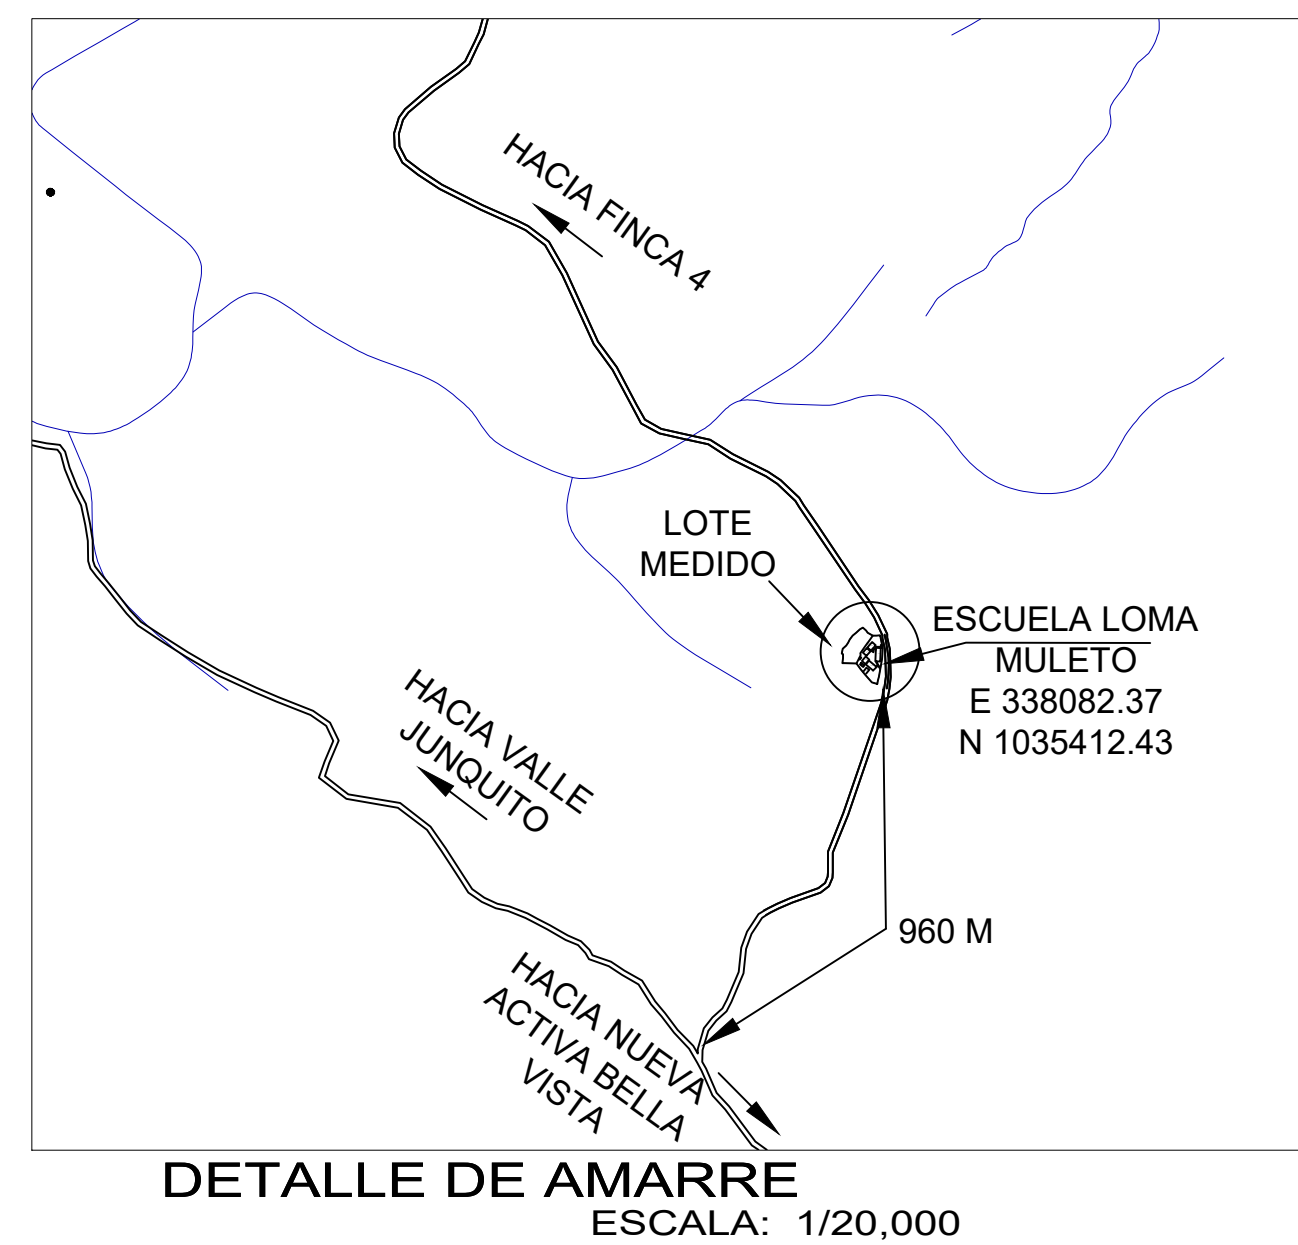 HACIA FINCA 4
LOTE
MEDIDO
ESCUELA LOMA
MULETO
E 338082.37
N 1035412.43
HACIA VALLE
JUNQUITO
960 M
HACIA NUEVA
ACTIVA BELLA
VISTA
DETALLE DE AMARRE
ESCALA: 1/20,000